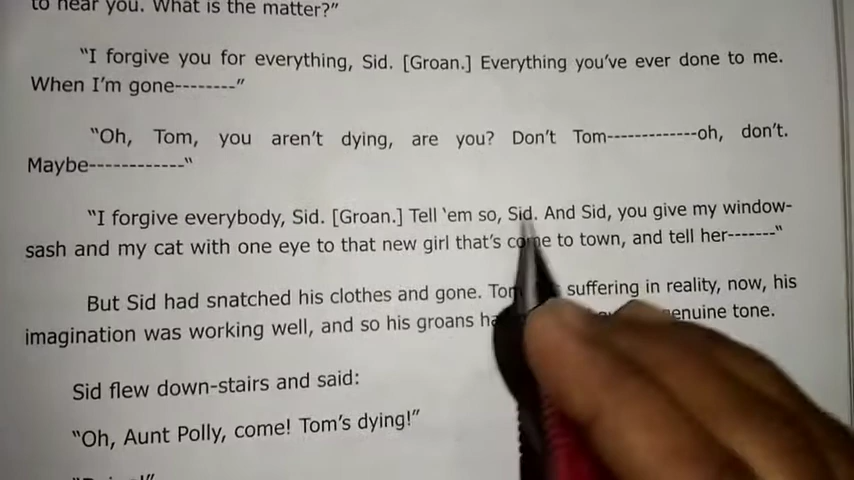 to hear you. What is the matter?"
"I forgive you for everything, Sid. [Groan.] Everything you've ever done to me.
When I'm gone--------"
"Oh, Tom, you aren't dying, are you? Don't Tom-------------oh, don't.
Maybe------------"
"I forgive everybody, Sid. [Groan.] Tell 'em so, Sid. And Sid, you give my window-
sash and my cat with one eye to that new girl that's come to town, and tell her-------"
But Sid had snatched his clothes and gone. Tom suffering in reality, now, his
imagination was working well, and so his groans genuine tone.
Sid flew down-stairs and said:
"Oh, Aunt Polly, come! Tom's dying!"